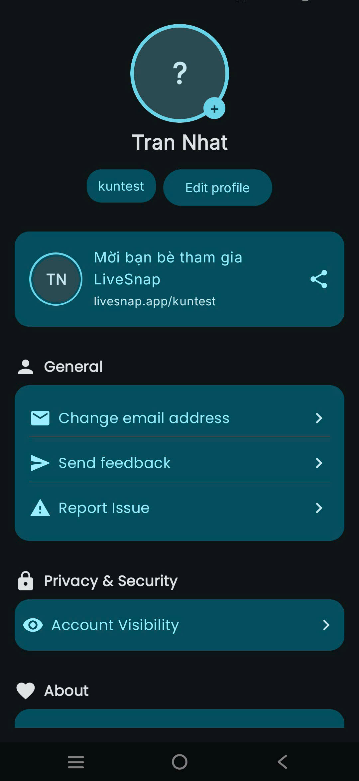 ?
+
Tran Nhat
kuntest
Edit profile
TN
Mời bạn bè tham gia
LiveSnap
livesnap.app/kuntest
General
Change email address
Send feedback
Report Issue
Privacy & Security
Account Visibility
About